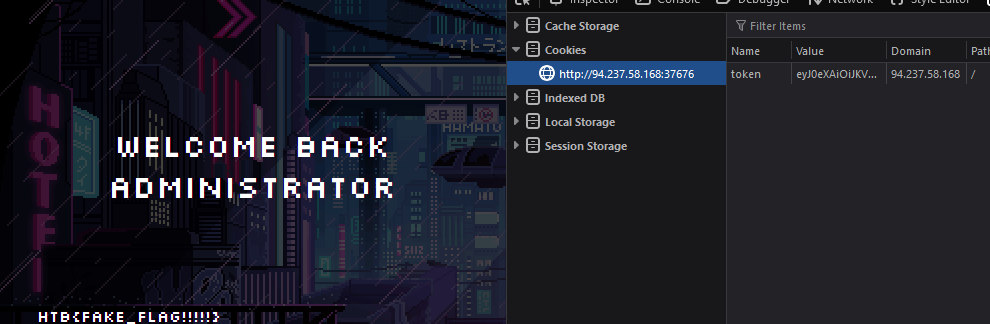 Inspector Console Debugger Network Style Editor
Cache Storage
Filter Items
Cookies
Name Value Domain Path
http://94.237.58.168:37676
token eyJ0eXAiOiJKV... 94.237.58.168 /
Indexed DB
Local Storage
Session Storage
HOTEL
WELCOME BACK
ADMINISTRATOR
HTB{FAKE_FLAG!!!!!}